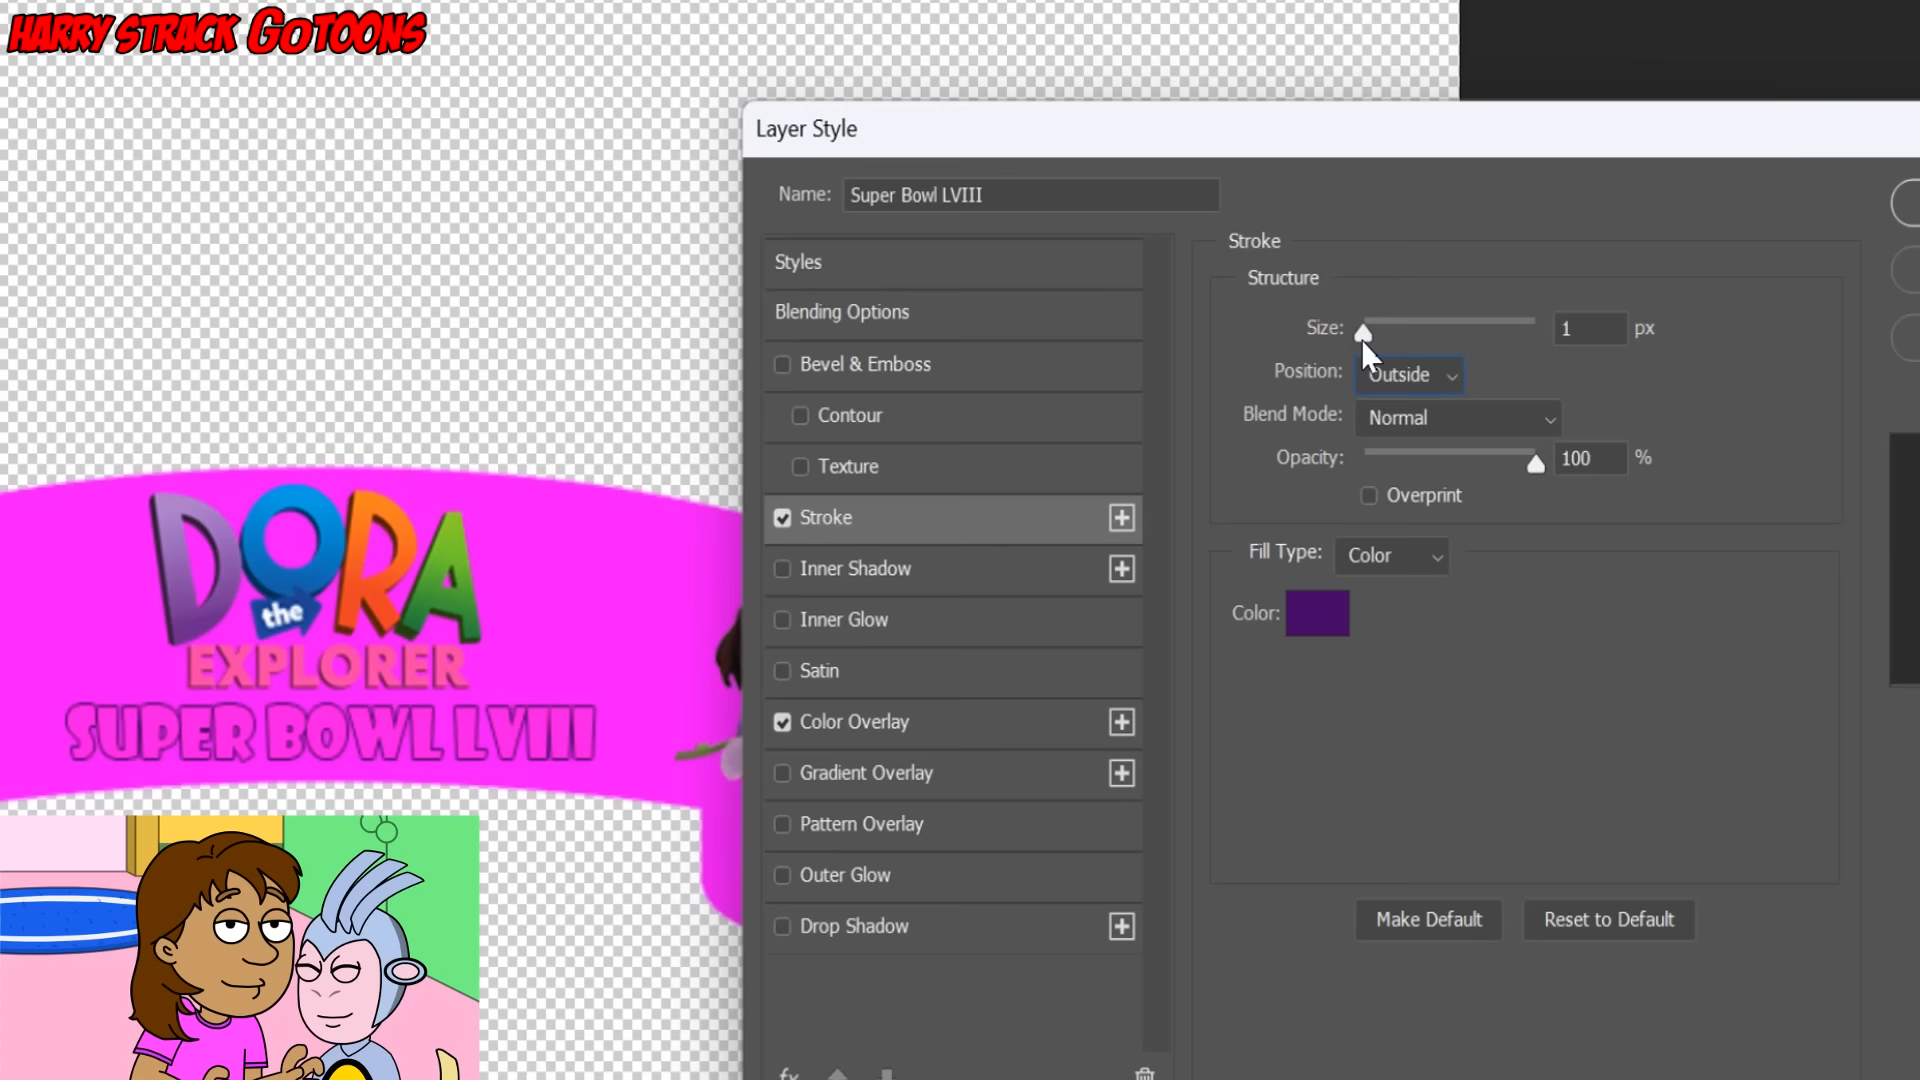 HARRY STRACK GOTOONS
Layer Style
Name: Super Bowl LVIII
Styles
Blending Options
Bevel & Emboss
Contour
Texture
Stroke
Inner Shadow
Inner Glow
Satin
Color Overlay
Gradient Overlay
Pattern Overlay
Outer Glow
Drop Shadow
fx
Stroke
Structure
Size: 1 px
Position: Outside
Blend Mode: Normal
Opacity: 100 %
Overprint
Fill Type: Color
Color:
Make Default Reset to Default
DORA
the
EXPLORER
SUPER BOWL LVIII